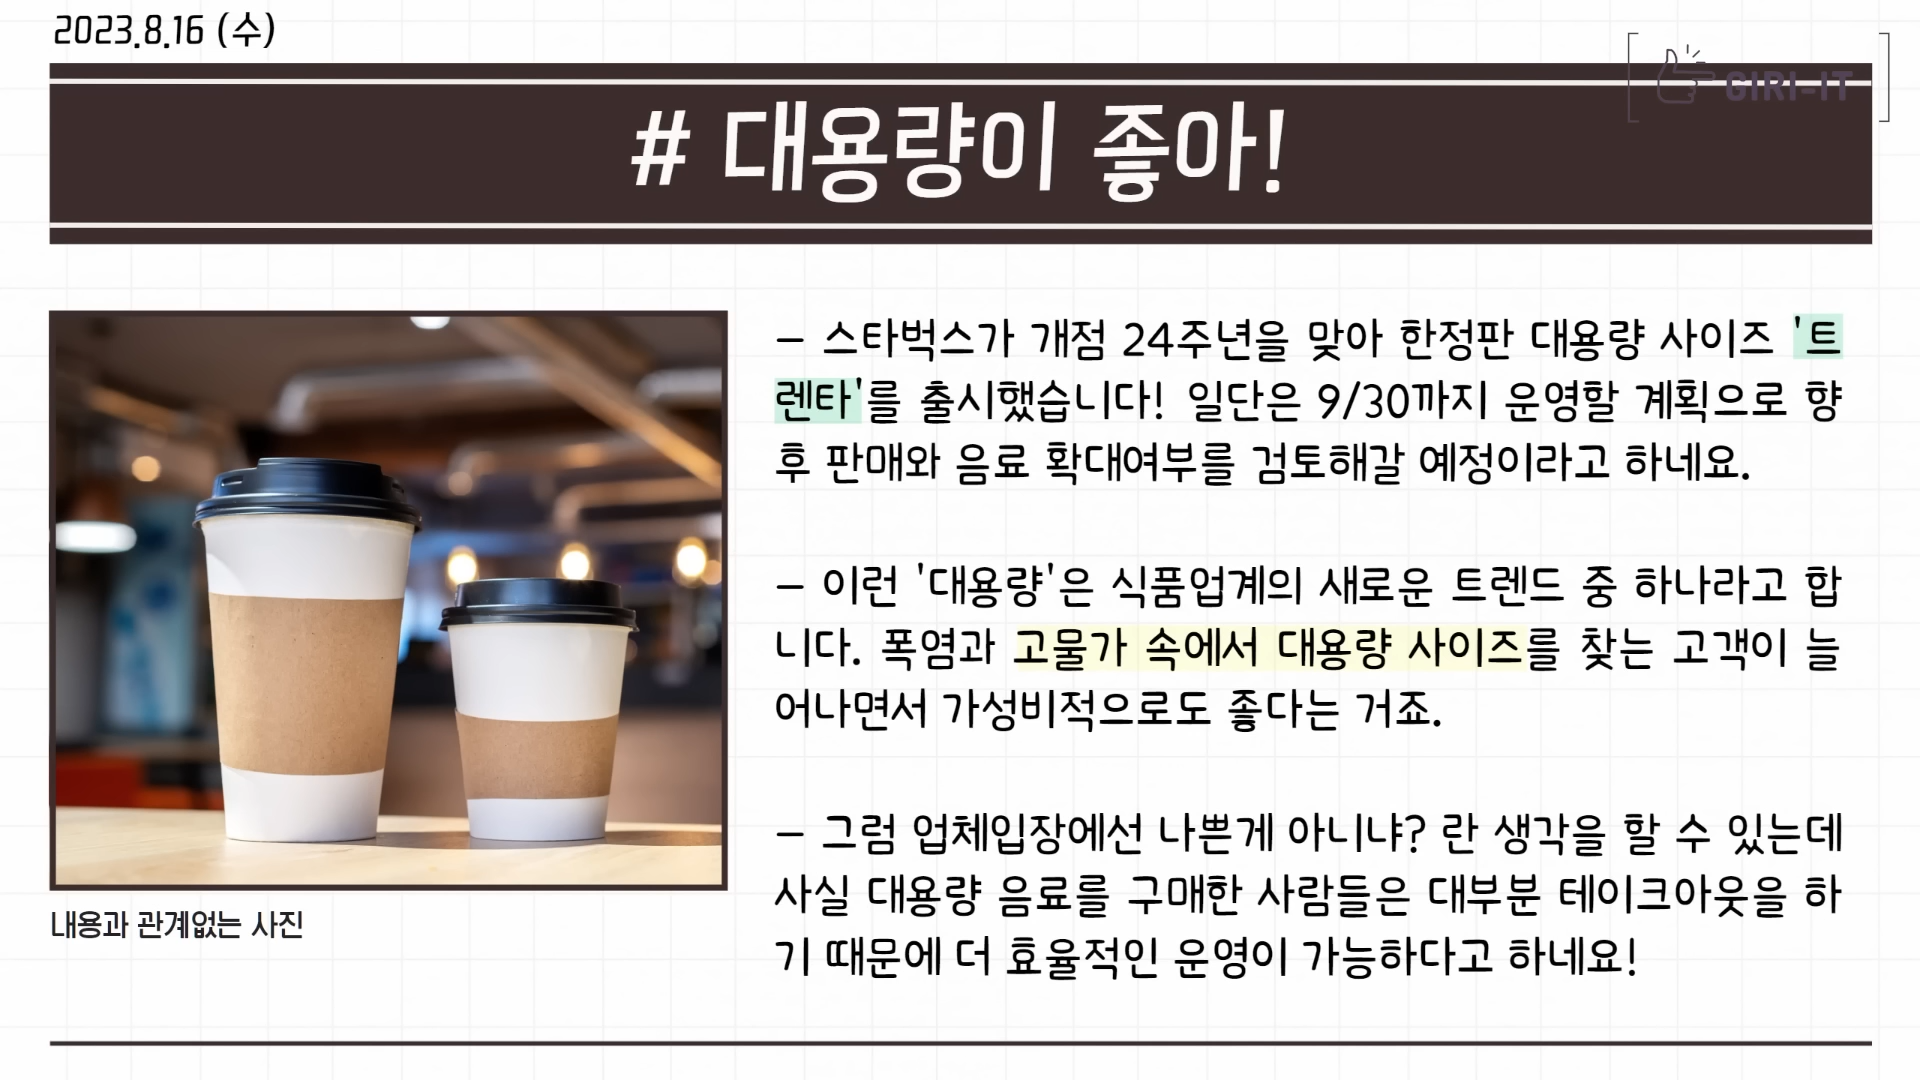 2023.8.16 (수)
GIRI-IT
# 대용량이 좋아!
- 스타벅스가 개점 24주년을 맞아 한정판 대용량 사이즈 '트
렌타'를 출시했습니다! 일단은 9/30까지 운영할 계획으로 향
후 판매와 음료 확대여부를 검토해갈 예정이라고 하네요.
- 이런 '대용량'은 식품업계의 새로운 트렌드 중 하나라고 합
니다. 폭염과 고물가 속에서 대용량 사이즈를 찾는 고객이 늘
어나면서 가성비적으로도 좋다는 거죠.
- 그럼 업체입장에선 나쁜게 아니냐? 란 생각을 할 수 있는데
사실 대용량 음료를 구매한 사람들은 대부분 테이크아웃을 하
기 때문에 더 효율적인 운영이 가능하다고 하네요!
내용과 관계없는 사진